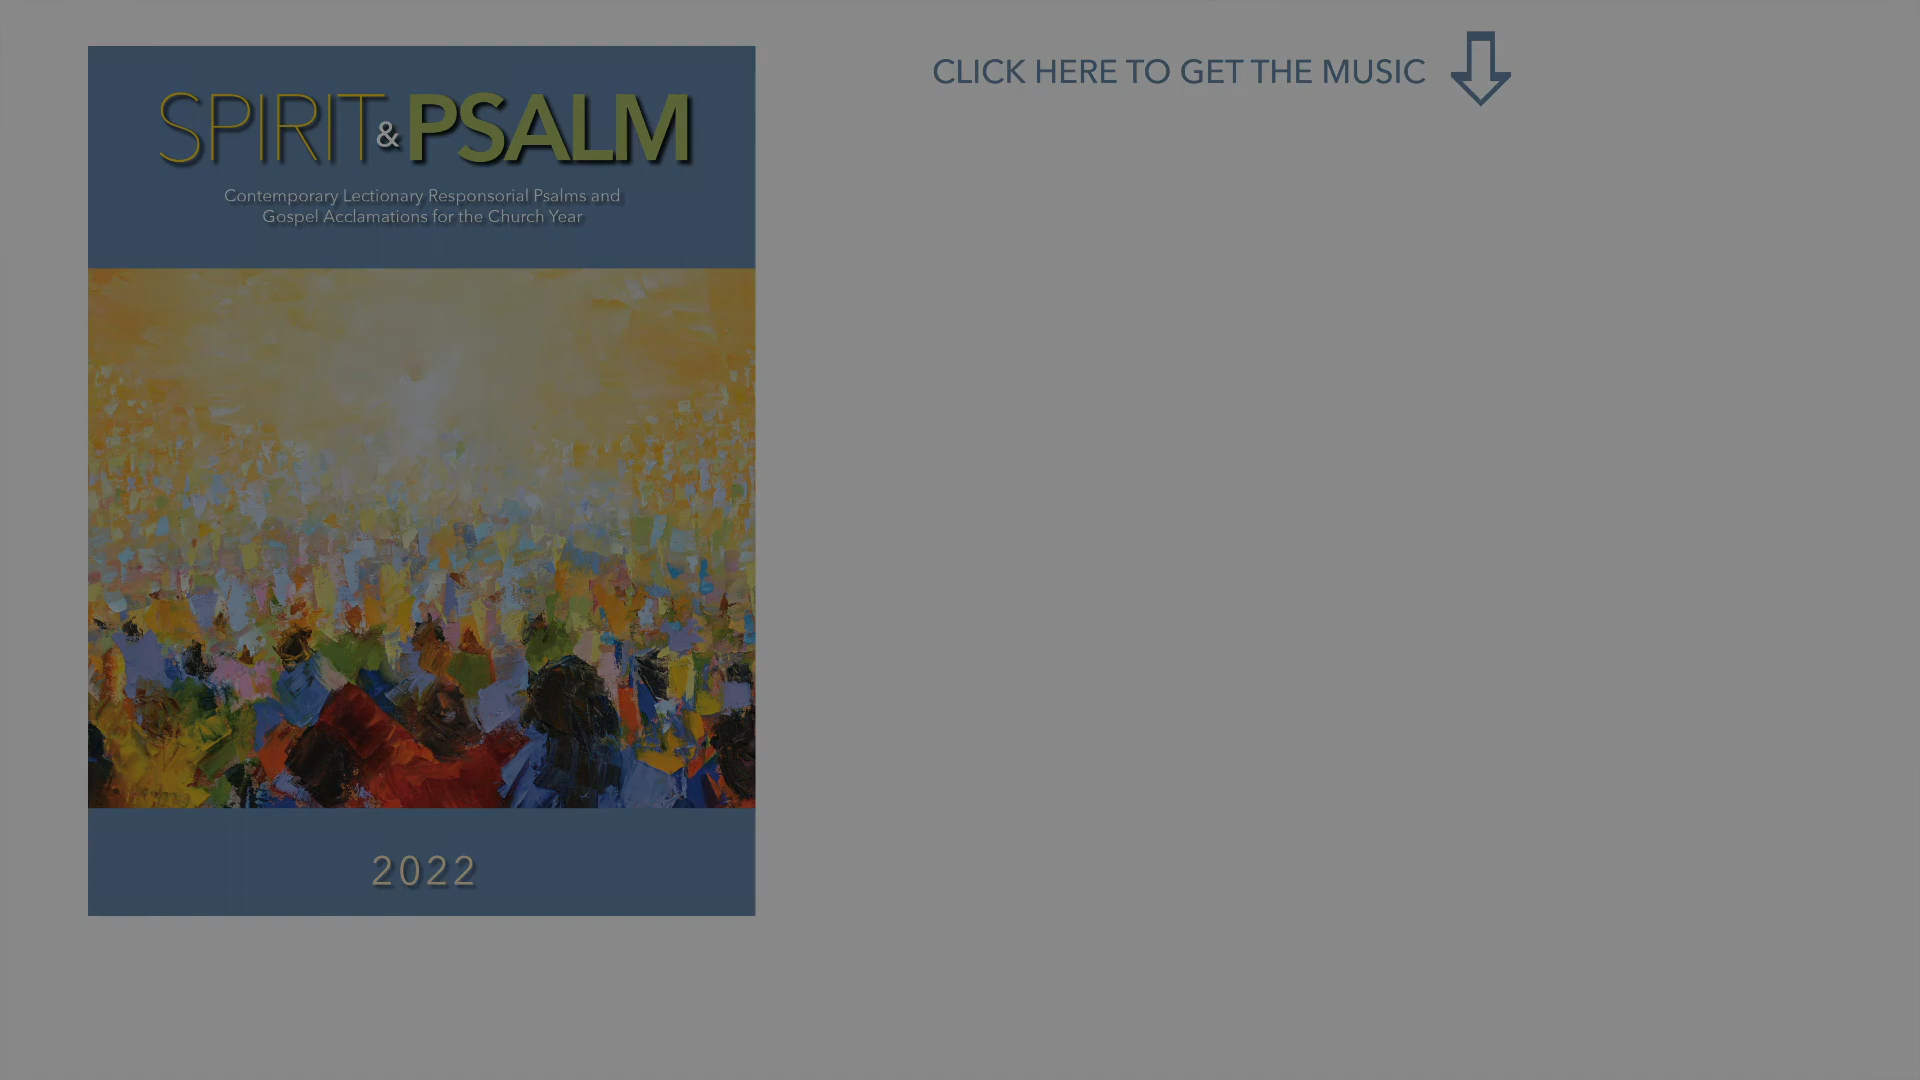 SPIRIT & PSALM
Contemporary Lectionary Responsorial Psalms and
Gospel Acclamations for the Church Year
2022
CLICK HERE TO GET THE MUSIC